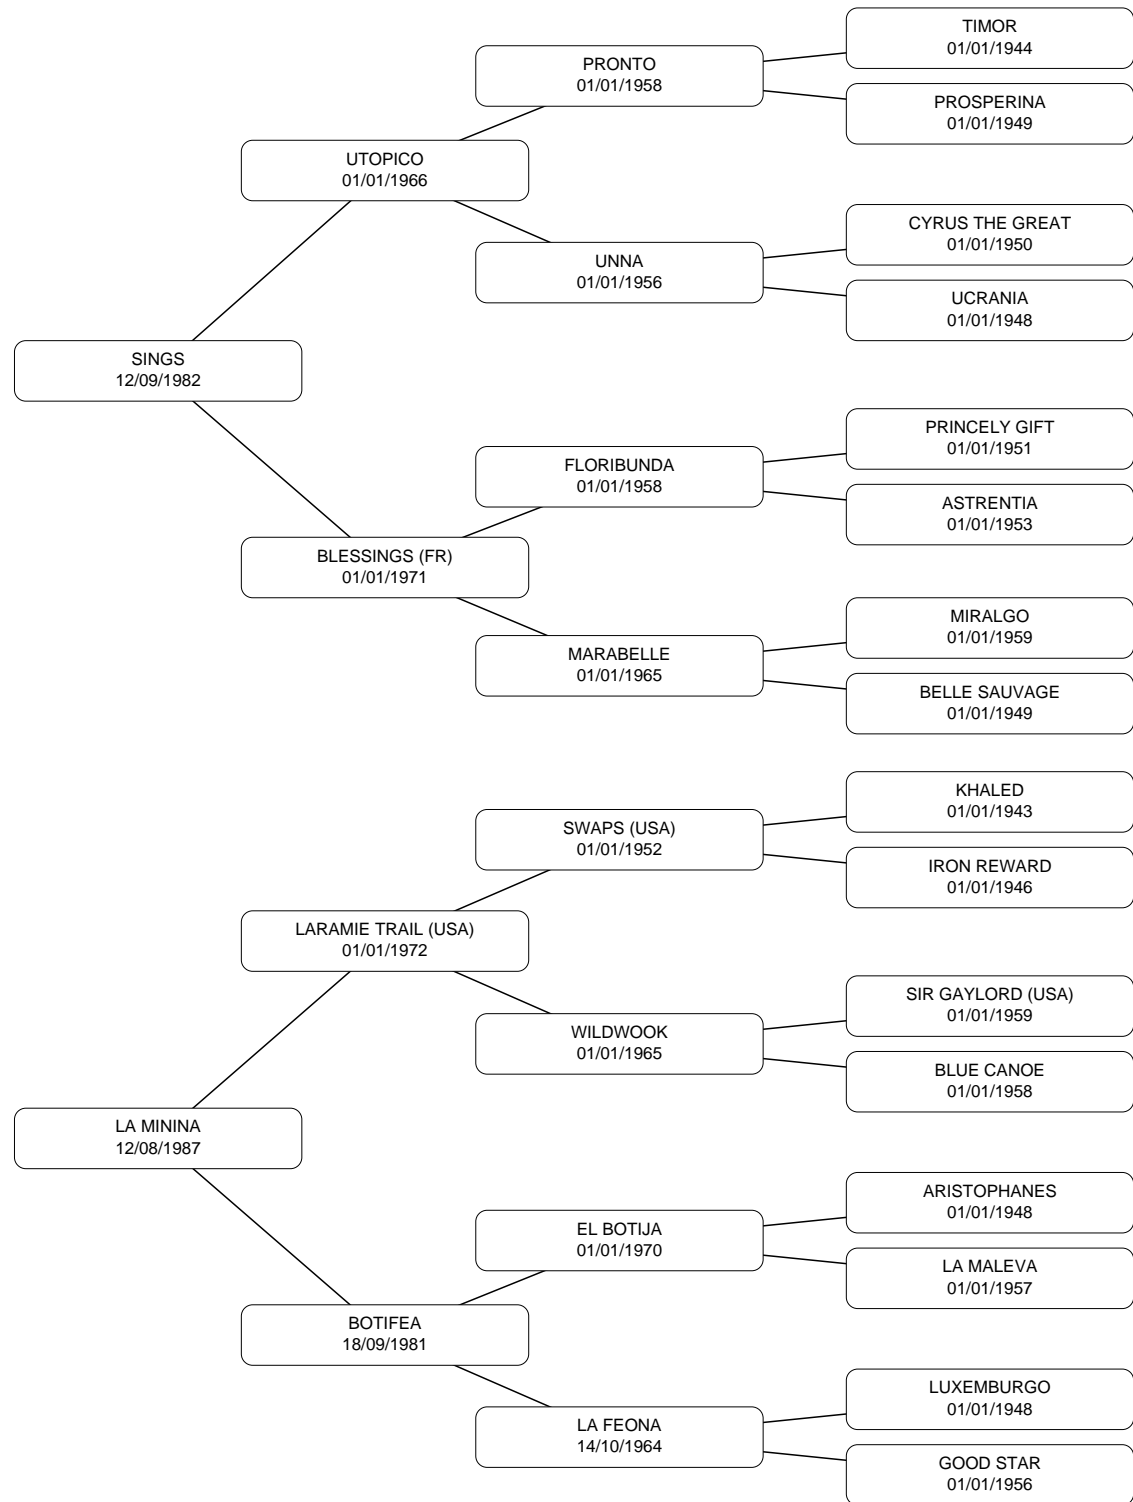 TIMOR
01/01/1944
PRONTO
01/01/1958
PROSPERINA
01/01/1949
UTOPICO
01/01/1966
CYRUS THE GREAT
01/01/1950
UNNA
01/01/1956
UCRANIA
01/01/1948
SINGS
12/09/1982
PRINCELY GIFT
01/01/1951
FLORIBUNDA
01/01/1958
ASTRENTIA
01/01/1953
BLESSINGS (FR)
01/01/1971
MIRALGO
01/01/1959
MARABELLE
01/01/1965
BELLE SAUVAGE
01/01/1949
KHALED
01/01/1943
SWAPS (USA)
01/01/1952
IRON REWARD
01/01/1946
LARAMIE TRAIL (USA)
01/01/1972
SIR GAYLORD (USA)
01/01/1959
WILDWOOK
01/01/1965
BLUE CANOE
01/01/1958
LA MININA
12/08/1987
ARISTOPHANES
01/01/1948
EL BOTIJA
01/01/1970
LA MALEVA
01/01/1957
BOTIFEA
18/09/1981
LUXEMBURGO
01/01/1948
LA FEONA
14/10/1964
GOOD STAR
01/01/1956